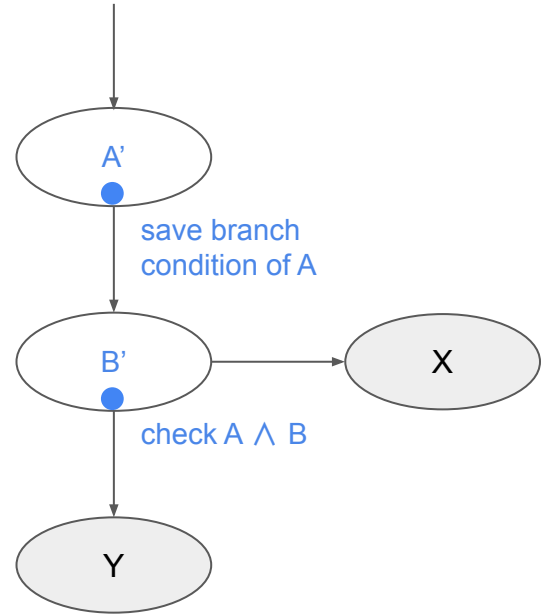 A’
save branch
condition of A
B’
X
check A ∧ B
Y